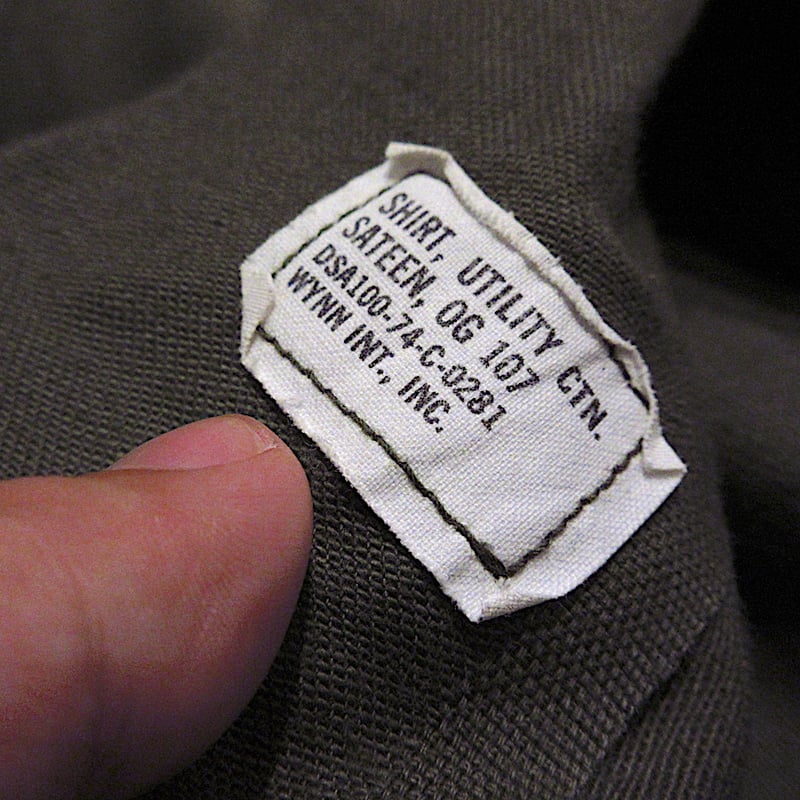 SHIRT, UTILITY CTN.
SATEEN, OG 107
DSA100-74-C-0281
WYNN INT., INC.